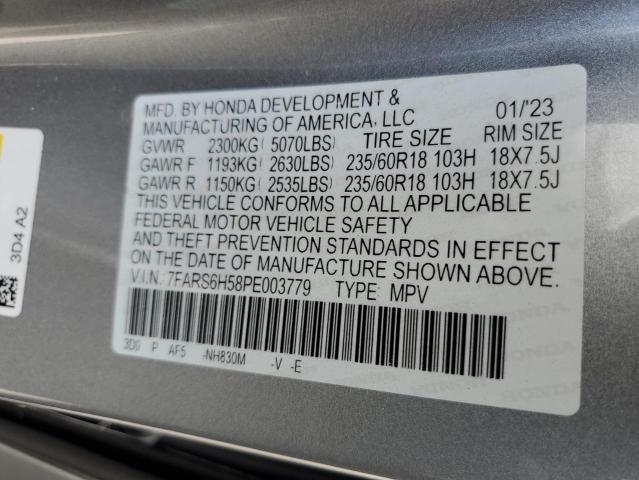 MFD. BY HONDA DEVELOPMENT &
MANUFACTURING OF AMERICA, LLC 01/'23
GVWR 2300KG( 5070LBS) TIRE SIZE RIM SIZE
GAWR F 1193KG( 2630LBS) 235/60R18 103H 18X7.5J
GAWR R 1150KG( 2535LBS) 235/60R18 103H 18X7.5J
THIS VEHICLE CONFORMS TO ALL APPLICABLE
FEDERAL MOTOR VEHICLE SAFETY
AND THEFT PREVENTION STANDARDS IN EFFECT
ON THE DATE OF MANUFACTURE SHOWN ABOVE.
V.I.N. 7FARS6H58PE003779 TYPE: MPV
3D0 P AF5 -NH830M -V -E
3D4 A2
HONDA